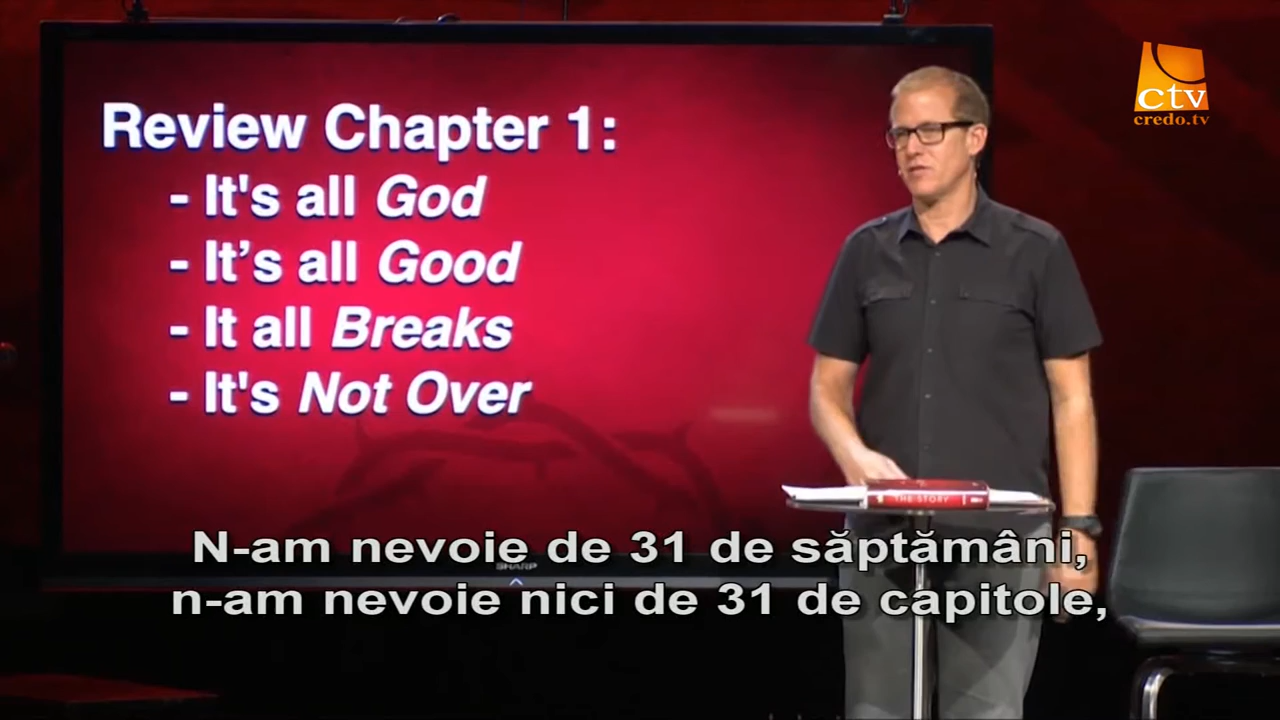 Review Chapter 1:
- It's all God
- It’s all Good
- It all Breaks
- It's Not Over
ctv
credo.tv
THE STORY
SHARP
N-am nevoie de 31 de săptămâni,
n-am nevoie nici de 31 de capitole,